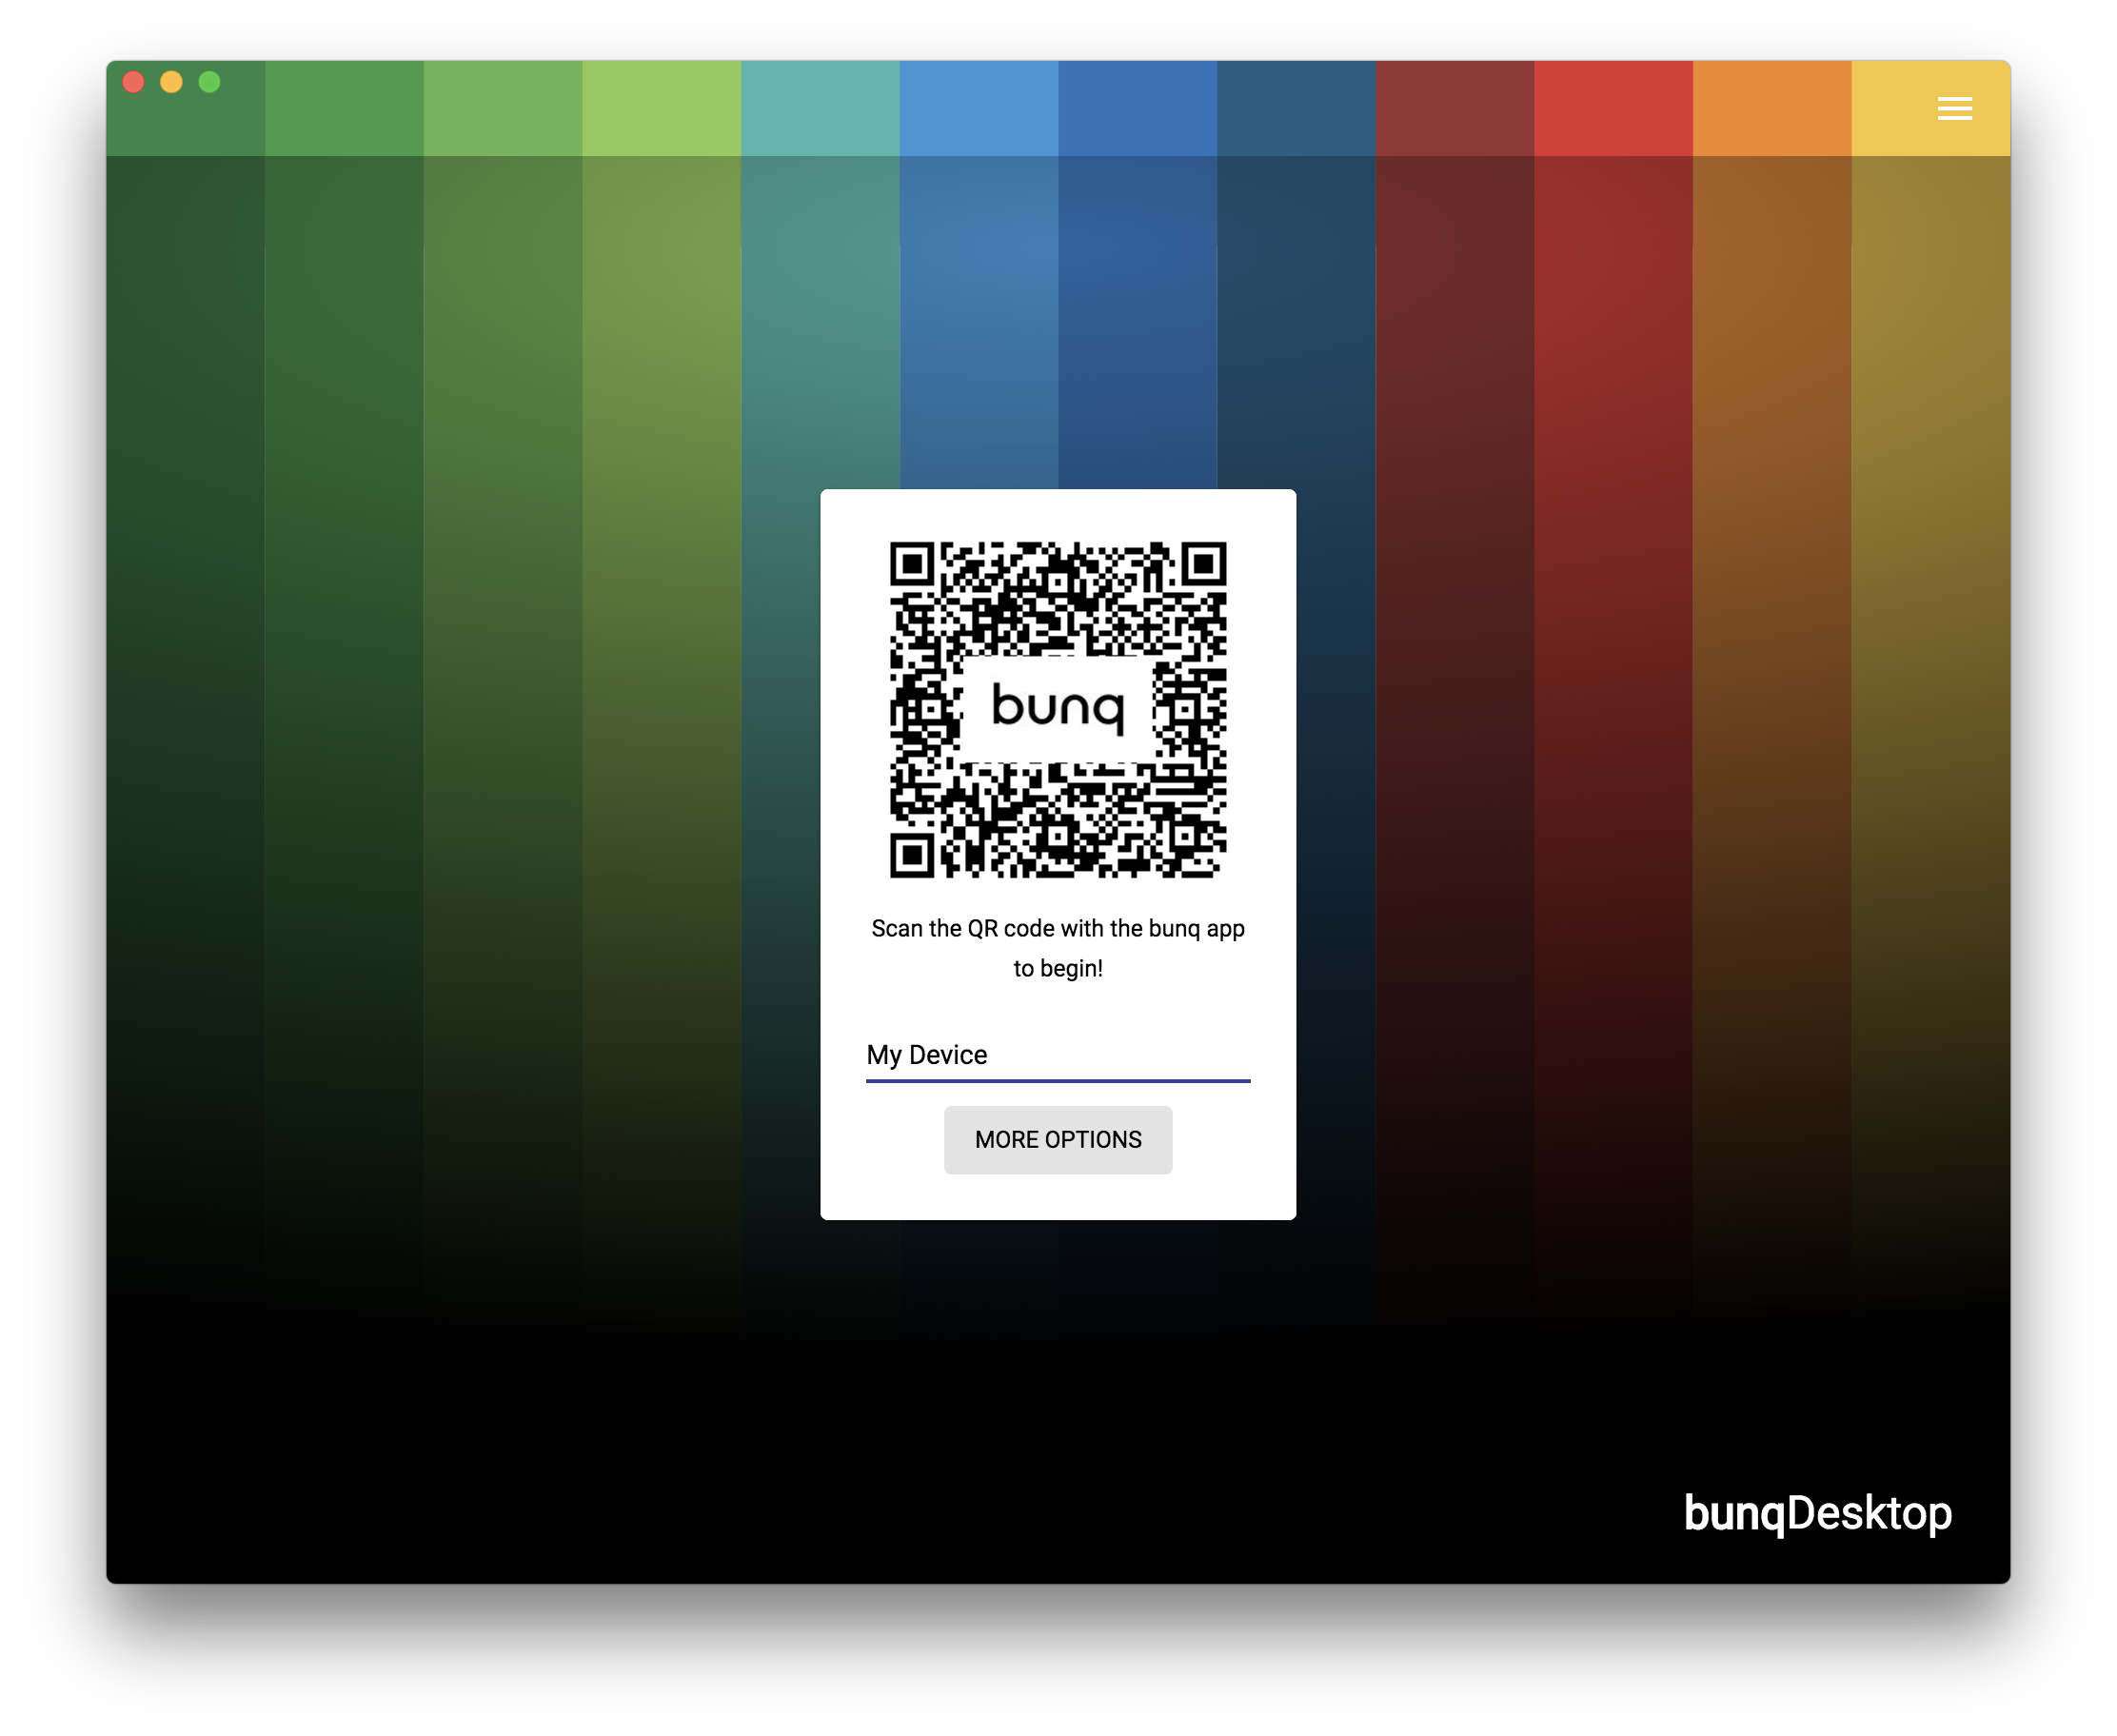 bunq
Scan the QR code with the bunq app
to begin!
My Device
MORE OPTIONS
bunqDesktop